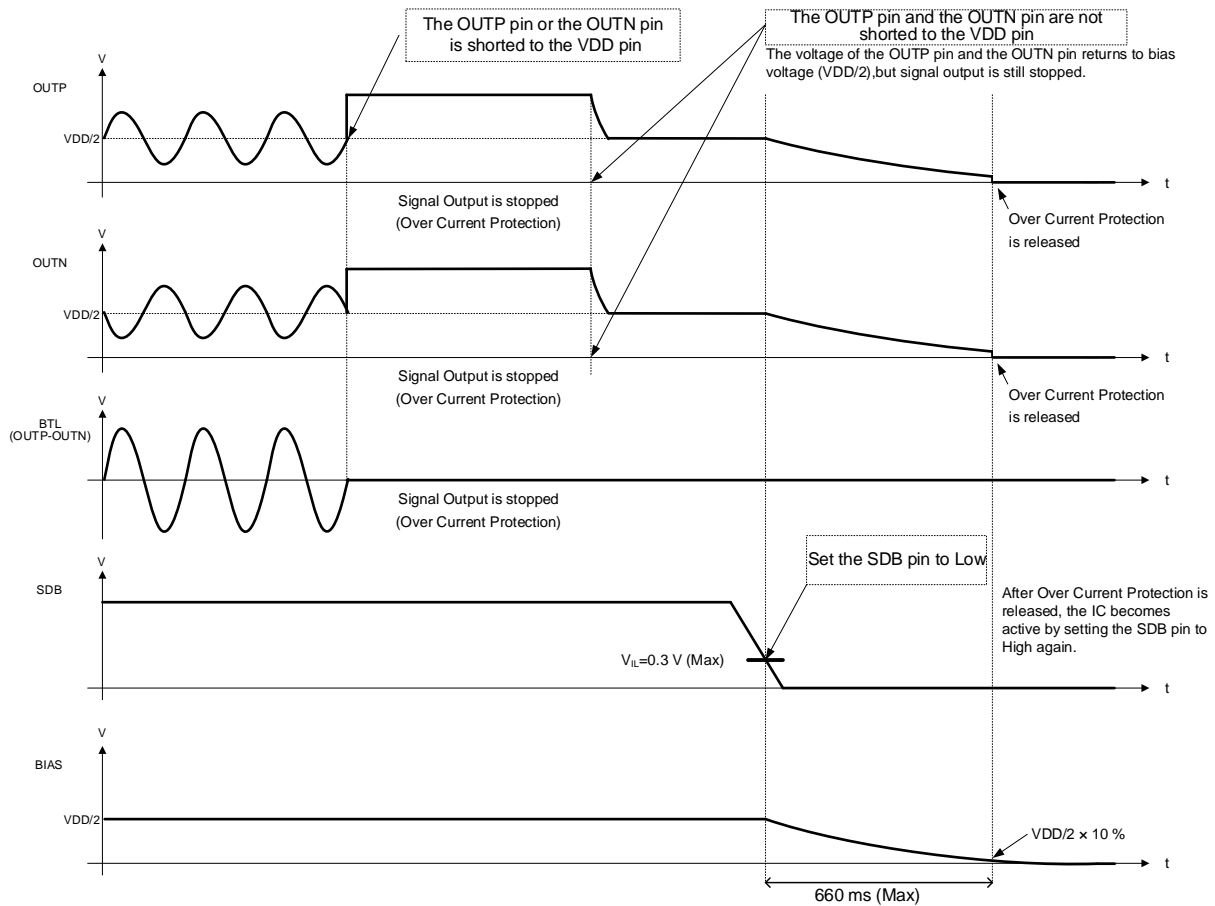 The OUTP pin or the OUTN pin
is shorted to the VDD pin
The OUTP pin and the OUTN pin are not
shorted to the VDD pin
The voltage of the OUTP pin and the OUTN pin returns to bias
voltage (VDD/2),but signal output is still stopped.
V
OUTP
VDD/2
t
Signal Output is stopped
(Over Current Protection)
Over Current Protection
is released
V
OUTN
VDD/2
t
Signal Output is stopped
(Over Current Protection)
Over Current Protection
is released
V
BTL
(OUTP-OUTN)
t
Signal Output is stopped
(Over Current Protection)
V
SDB
Set the SDB pin to Low
After Over Current Protection is
released, the IC becomes
active by setting the SDB pin to
High again.
VIL=0.3 V (Max)
t
V
BIAS
VDD/2
VDD/2 × 10 %
t
660 ms (Max)